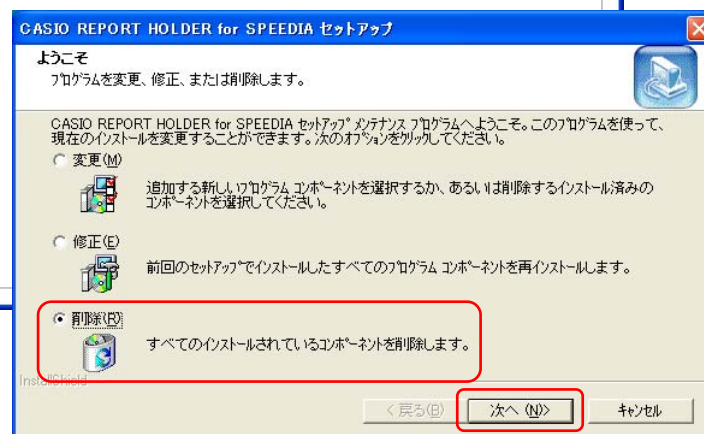 CASIO REPORT HOLDER for SPEEDIA セットアップ
ようこそ
プログラムを変更、修正、または削除します。
CASIO REPORT HOLDER for SPEEDIA セットアップ メンテナンス プログラムへようこそ。このプログラムを使って、
現在のインストールを変更することができます。次のオプションをクリックしてください。
変更(M)
追加する新しいプログラム コンポーネントを選択するか、あるいは削除するインストール済みの
コンポーネントを選択してください。
修正(E)
前回のセットアップでインストールしたすべてのプログラム コンポーネントを再インストールします。
削除(R)
すべてのインストールされているコンポーネントを削除します。
InstallShield
< 戻る(B) 次へ (N)> キャンセル